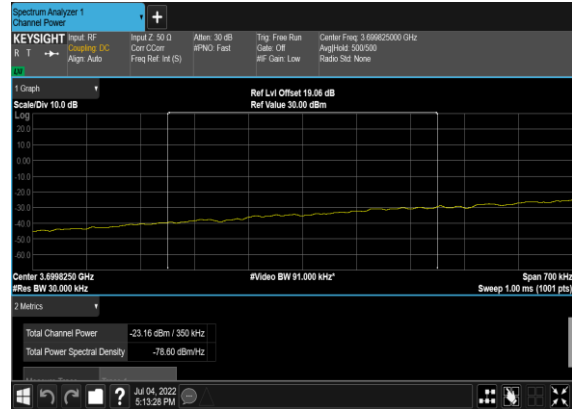 Spectrum Analyzer 1
Channel Power
KEYSIGHT Input: RF Input Z: 50 Ω Atten: 30 dB Trig: Free Run Center Freq: 3.699825000 GHz
R T Coupling: DC Corr CCorr #PNO: Fast Gate: Off Avg|Hold: 500/500
Align: Auto Freq Ref: Int (S) #IF Gain: Low Radio Std: None
LM
1 Graph
Ref Lvl Offset 19.06 dB
Scale/Div 10.0 dB Ref Value 30.00 dBm
Log
20.0
10.0
0.00
-10.0
-20.0
-30.0
-40.0
-50.0
-60.0
Center 3.6998250 GHz #Video BW 91.000 kHz* Span 700 kHz
#Res BW 30.000 kHz Sweep 1.00 ms (1001 pts)
2 Metrics
Total Channel Power -23.16 dBm / 350 kHz
Total Power Spectral Density -78.60 dBm/Hz
? Jul 04, 2022
5:13:28 PM